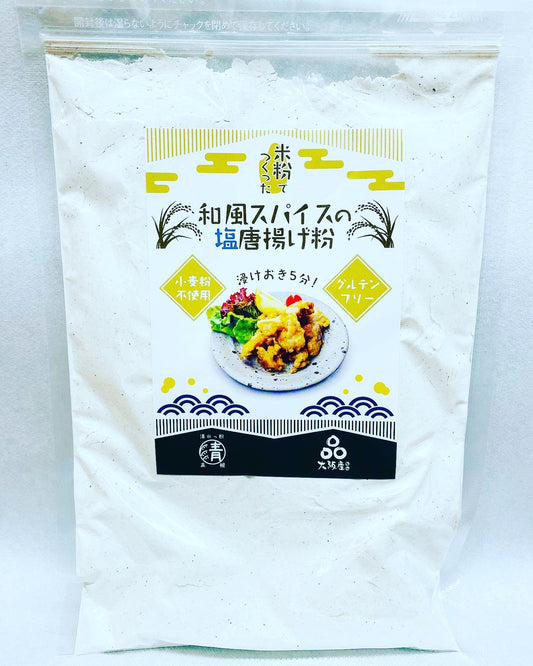 開封後は湿らないようにチャックを閉めて保存してください。
米粉で
つくった
和風スパイスの
塩唐揚げ粉
小麦粉
不使用
浸けおき5分!
グルテン
フリー
青
大阪産